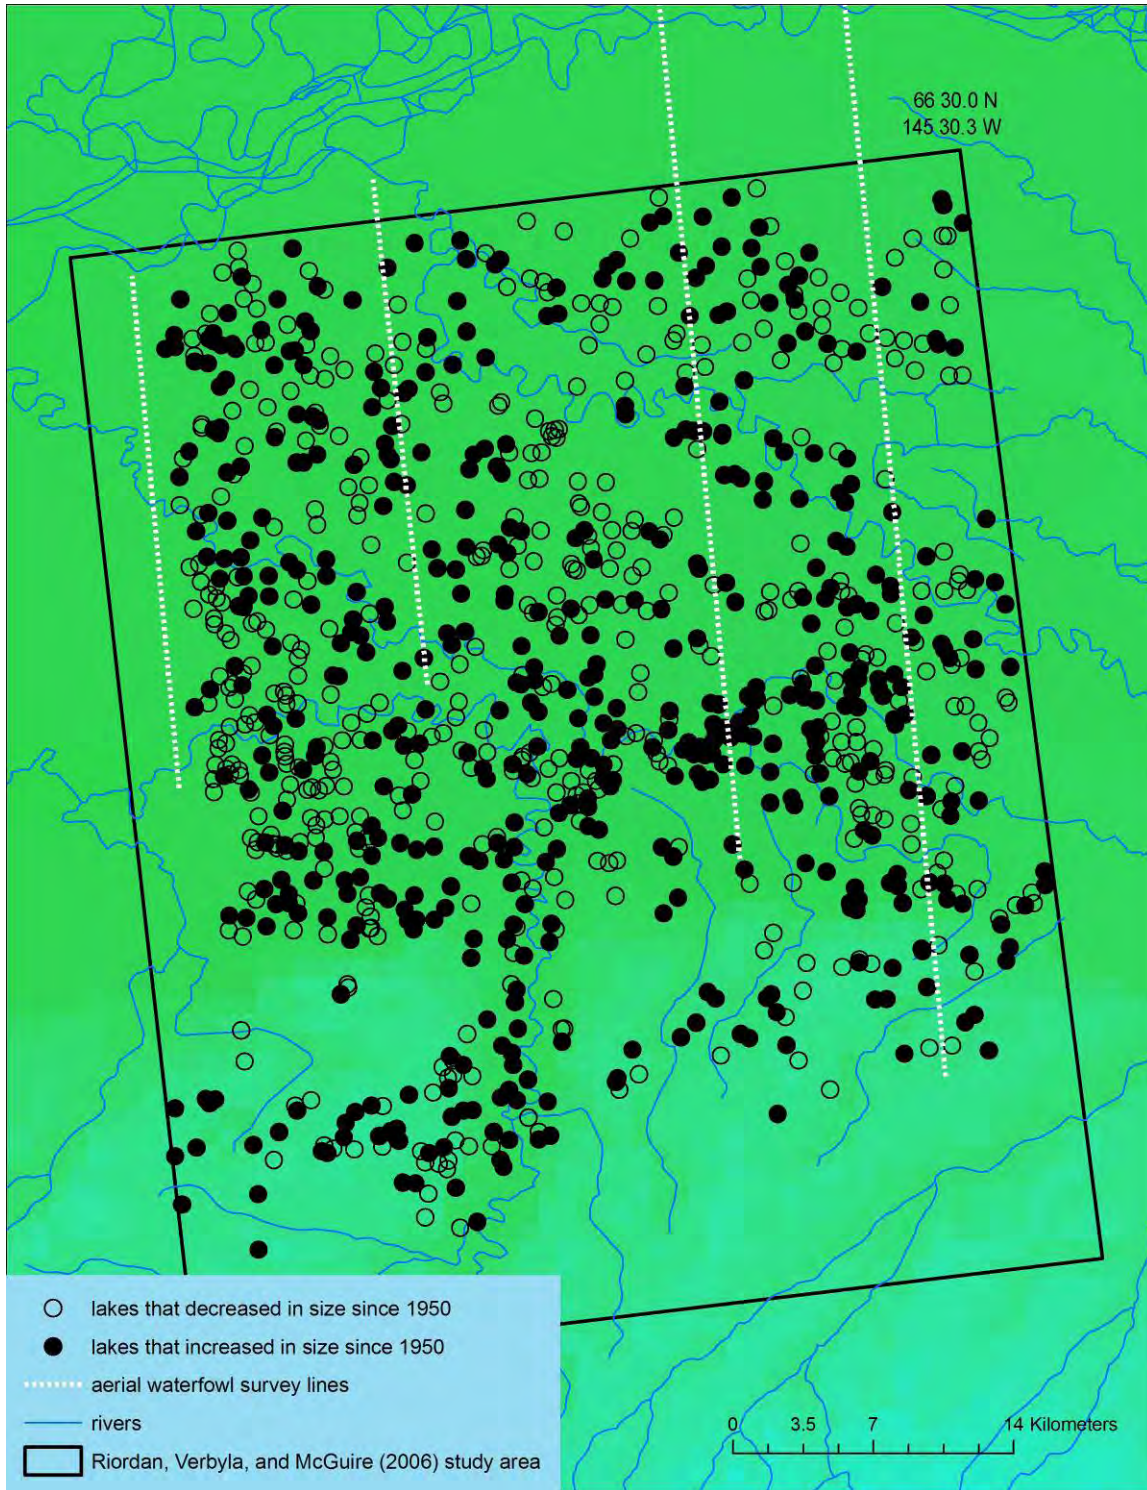 66 30.0 N
145 30.3 W
lakes that decreased in size since 1950
lakes that increased in size since 1950
aerial waterfowl survey lines
rivers
Riordan, Verbyla, and McGuire (2006) study area
0 3.5 7 14 Kilometers